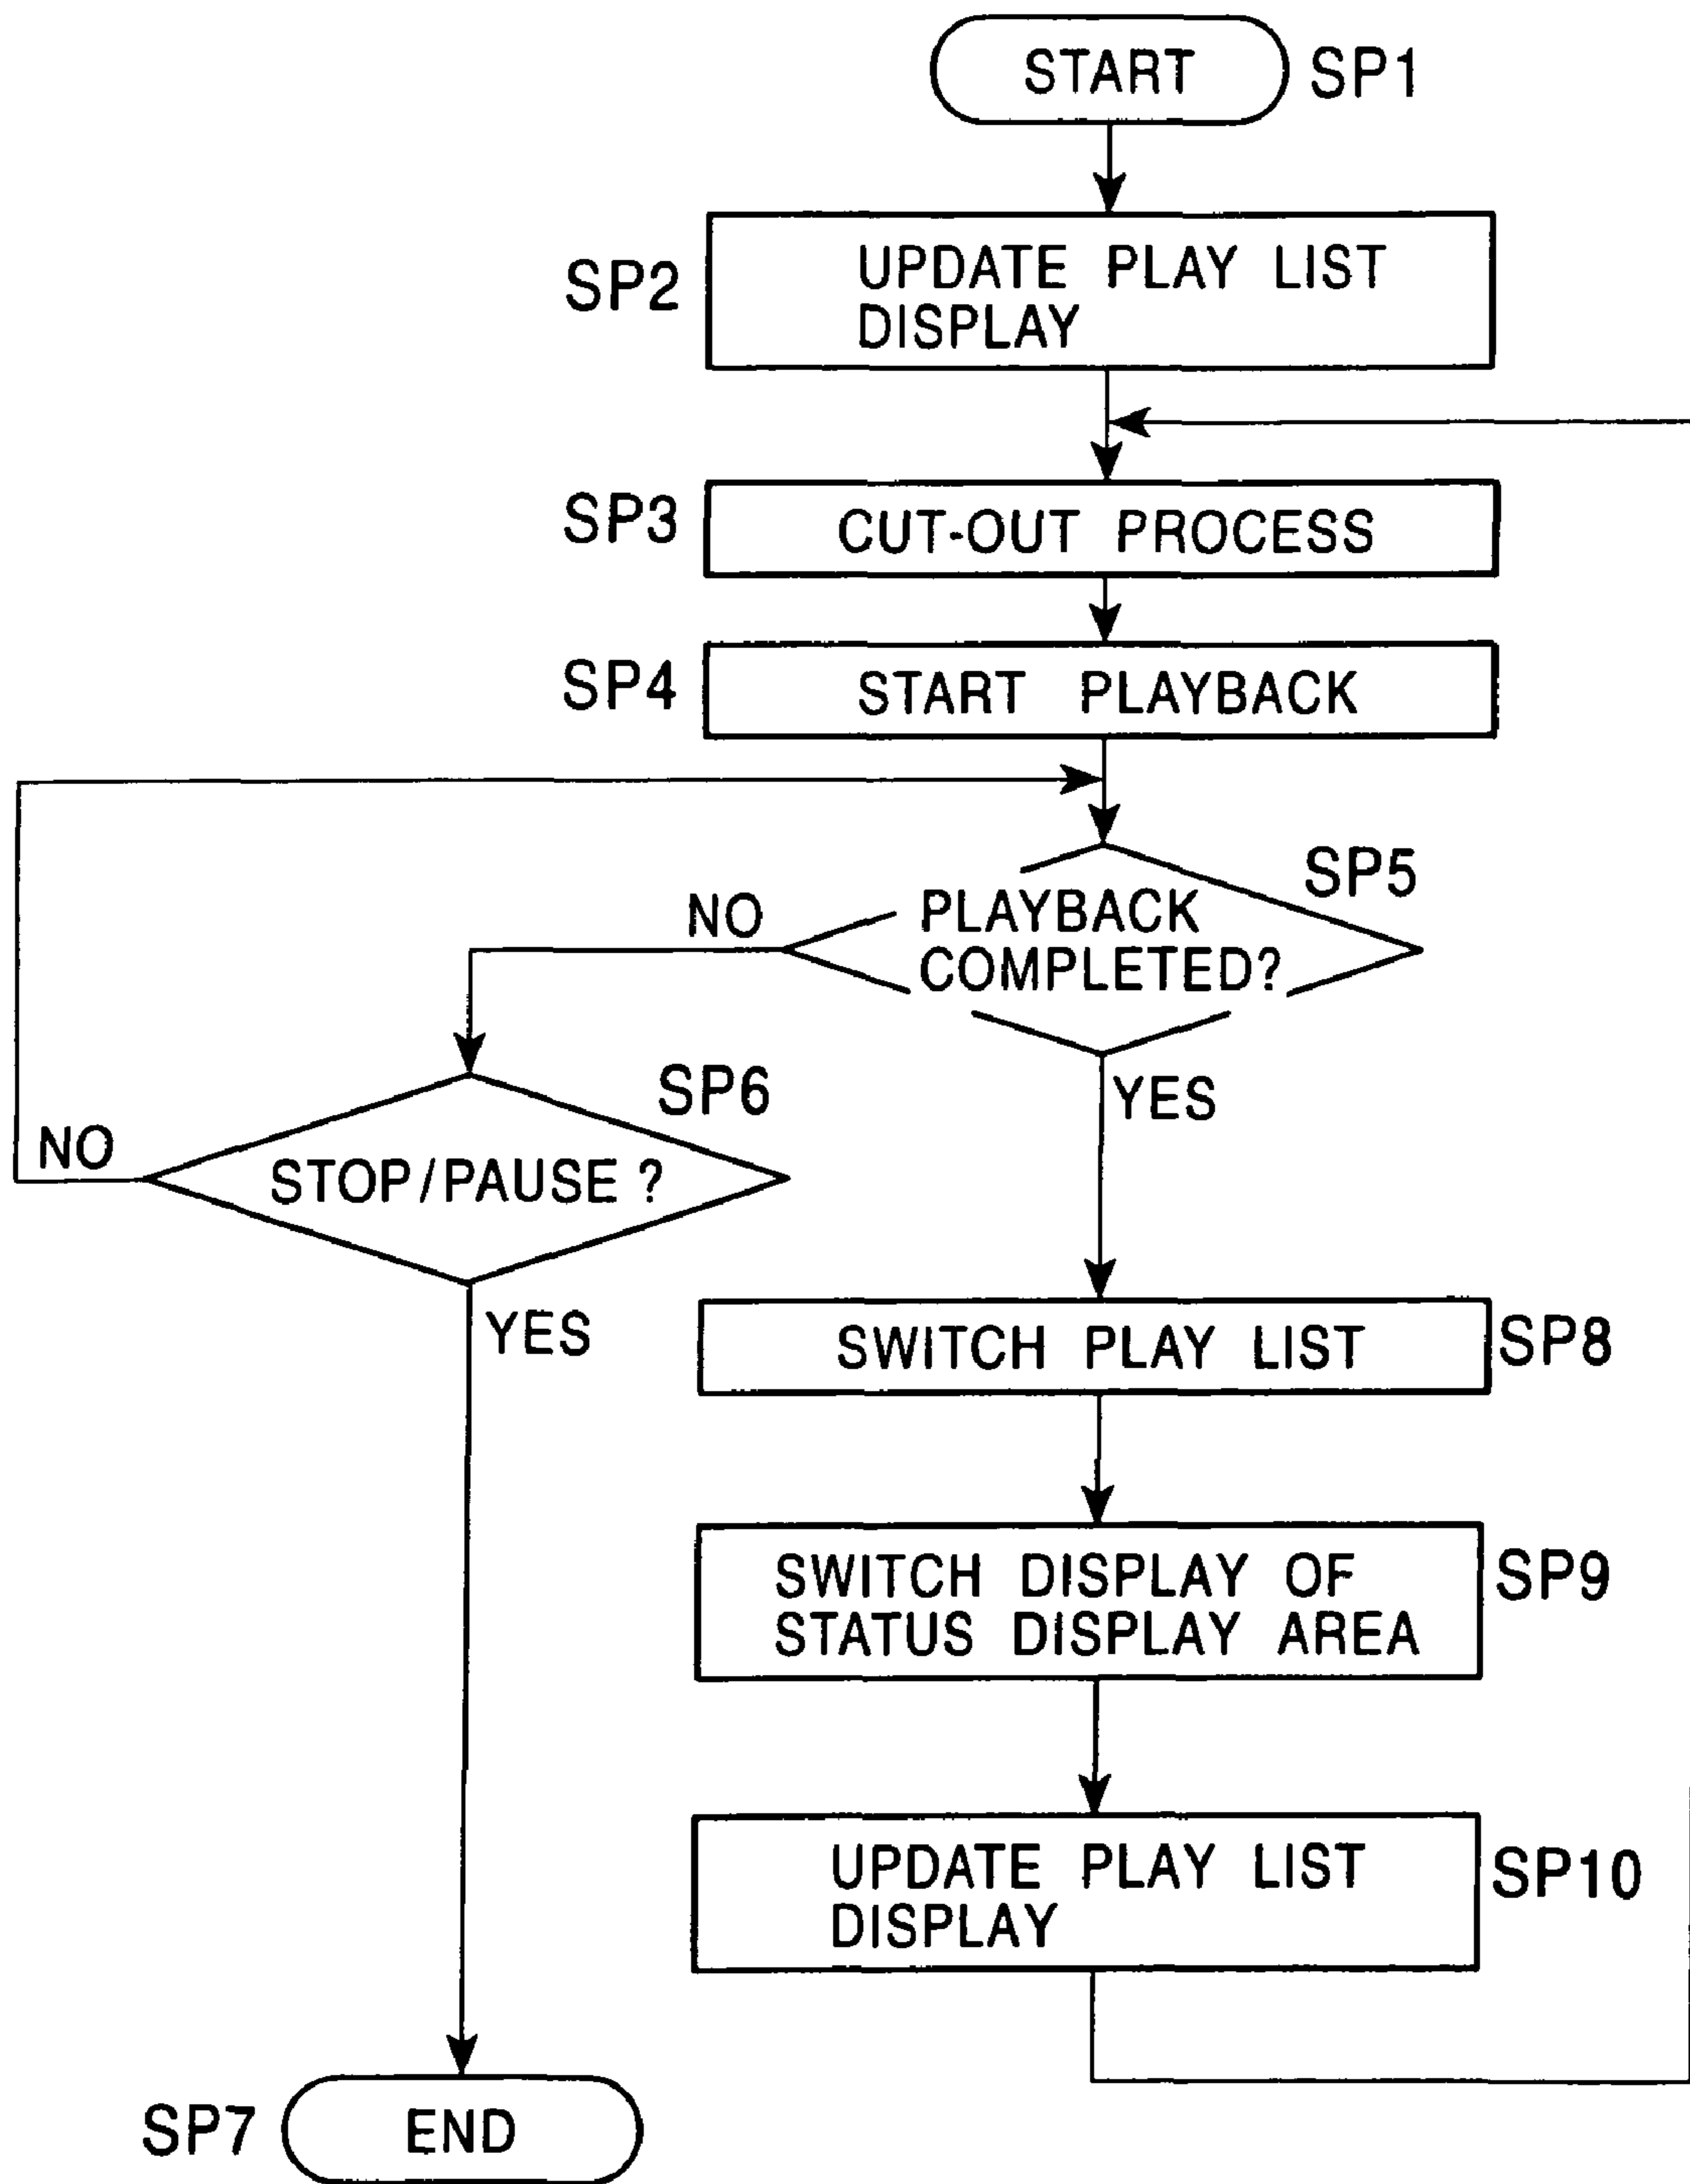 START
SP1
SP2
UPDATE PLAY LIST
DISPLAY
SP3
CUT-OUT PROCESS
SP4
START PLAYBACK
SP5
NO
PLAYBACK
COMPLETED?
SP6
YES
NO
STOP/PAUSE ?
YES
SWITCH PLAY LIST
SP8
SWITCH DISPLAY OF
STATUS DISPLAY AREA
SP9
UPDATE PLAY LIST
DISPLAY
SP10
SP7
END